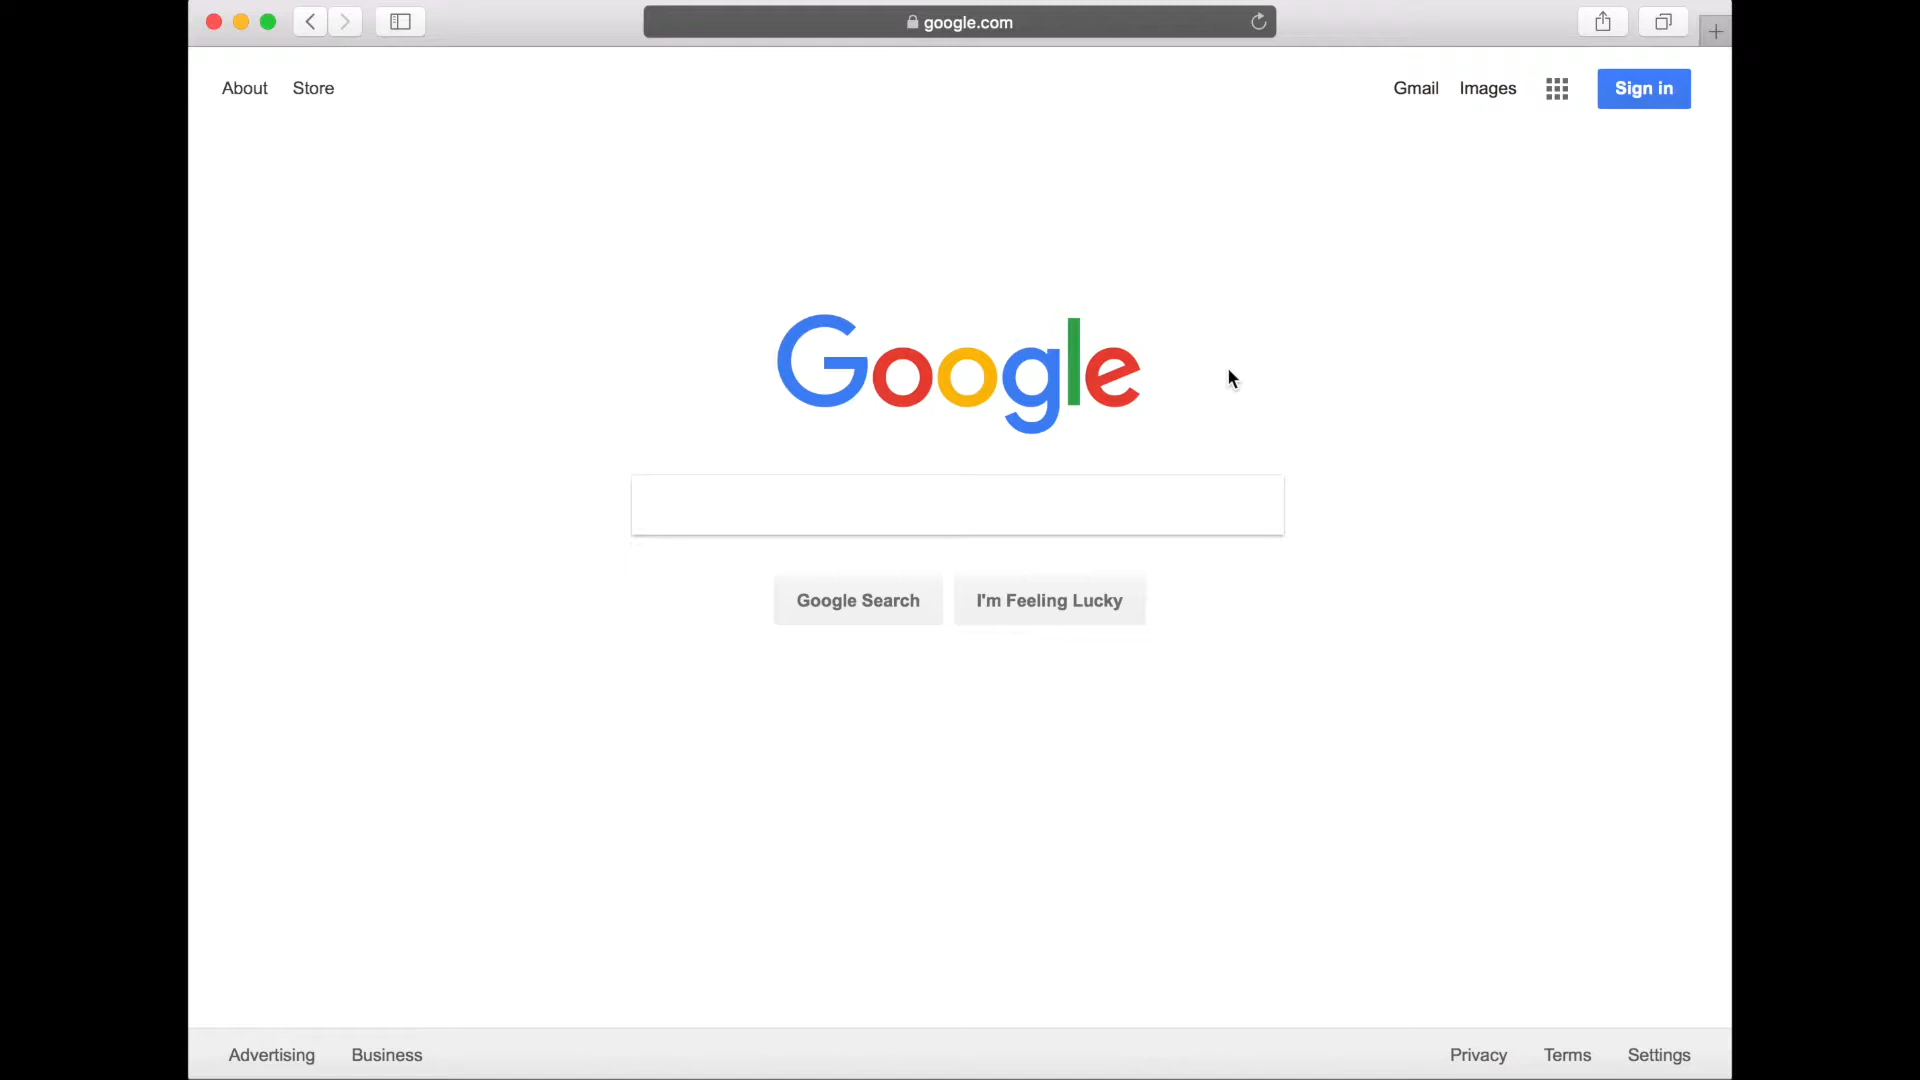 google.com
About Store Gmail Images Sign in
Google
Google Search I'm Feeling Lucky
Advertising Business Privacy Terms Settings